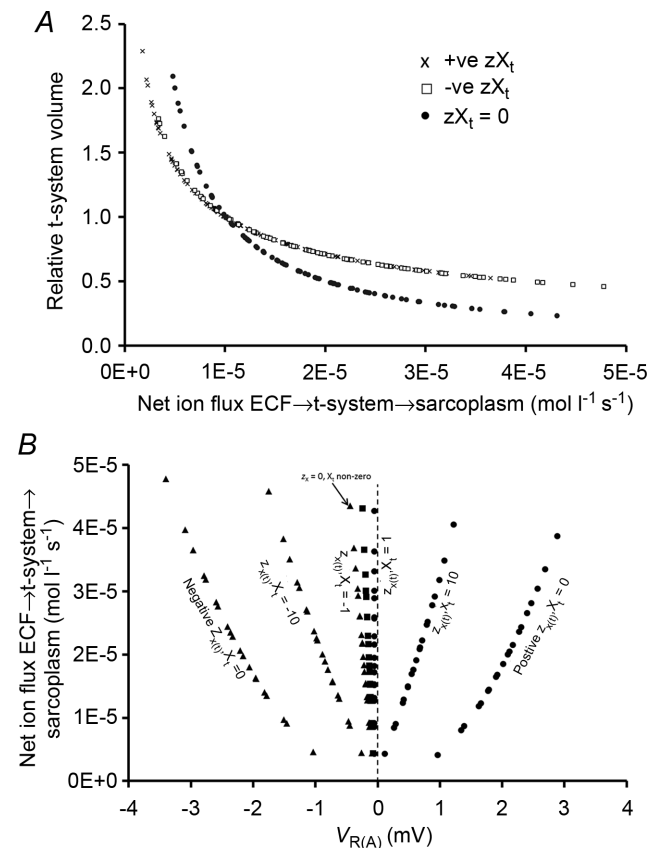 A
Relative t-system volume
2.5
2.0
1.5
1.0
0.5
0.0
x +ve zXt
□ -ve zXt
● zXt = 0
0E+0 1E-5 2E-5 3E-5 4E-5 5E-5
Net ion flux ECF→t-system→sarcoplasm (mol l-1 s-1)
B
Net ion flux ECF→t-system→
sarcoplasm (mol l-1 s-1)
5E-5
4E-5
3E-5
2E-5
1E-5
0E+0
zx = 0, Xt non-zero
Negative Zx(t)·Xt =0
zx(t)·Xt = -10
zx(t)·Xt = -1
zx(t)·Xt = 1
zx(t)·Xt = 10
Postive zx(t)·Xt = 0
-4 -3 -2 -1 0 1 2 3 4
VR(A) (mV)